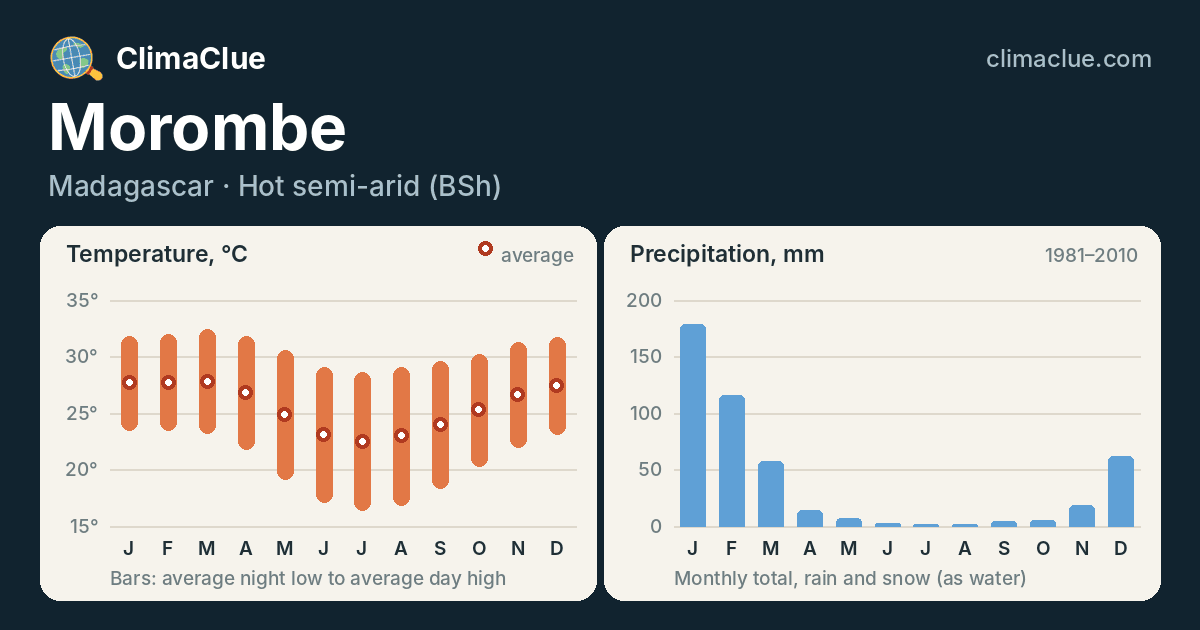 ClimaClue
climaclue.com
Morombe
Madagascar · Hot semi-arid (BSh)
Temperature, °C
average
35°
30°
25°
20°
15°
J F M A M J J A S O N D
Bars: average night low to average day high
Precipitation, mm
1981–2010
200
150
100
50
0
J F M A M J J A S O N D
Monthly total, rain and snow (as water)